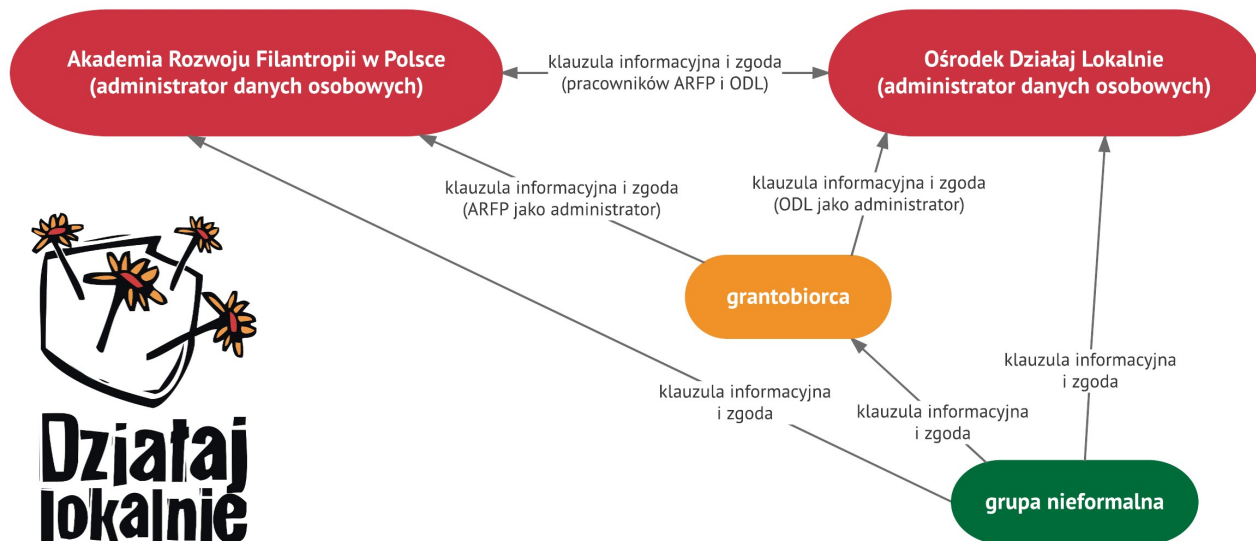 Akademia Rozwoju Filantropii w Polsce
(administrator danych osobowych)
klauzula informacyjna i zgoda
(pracowników ARFP i ODL)
Ośrodek Działaj Lokalnie
(administrator danych osobowych)
klauzula informacyjna i zgoda
(ARFP jako administrator)
klauzula informacyjna i zgoda
(ODL jako administrator)
grantobiorca
klauzula informacyjna
i zgoda
klauzula informacyjna
i zgoda
klauzula informacyjna
i zgoda
grupa nieformalna
Działaj
lokalnie